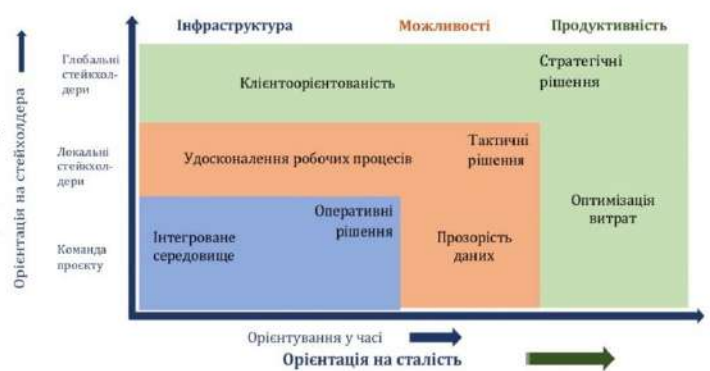 Інфраструктура
Можливості
Продуктивність
Орієнтація на стейхолдера
Глобальні
стейкхол-
дери
Клієнтоорієнтованість
Стратегічні
рішення
Локальні
стейкхол-
дери
Удосконалення робочих процесів
Тактичні
рішення
Оптимізація
витрат
Команда
проєкту
Інтегроване
середовище
Оперативні
рішення
Прозорість
даних
Орієнтування у часі
Орієнтація на сталість